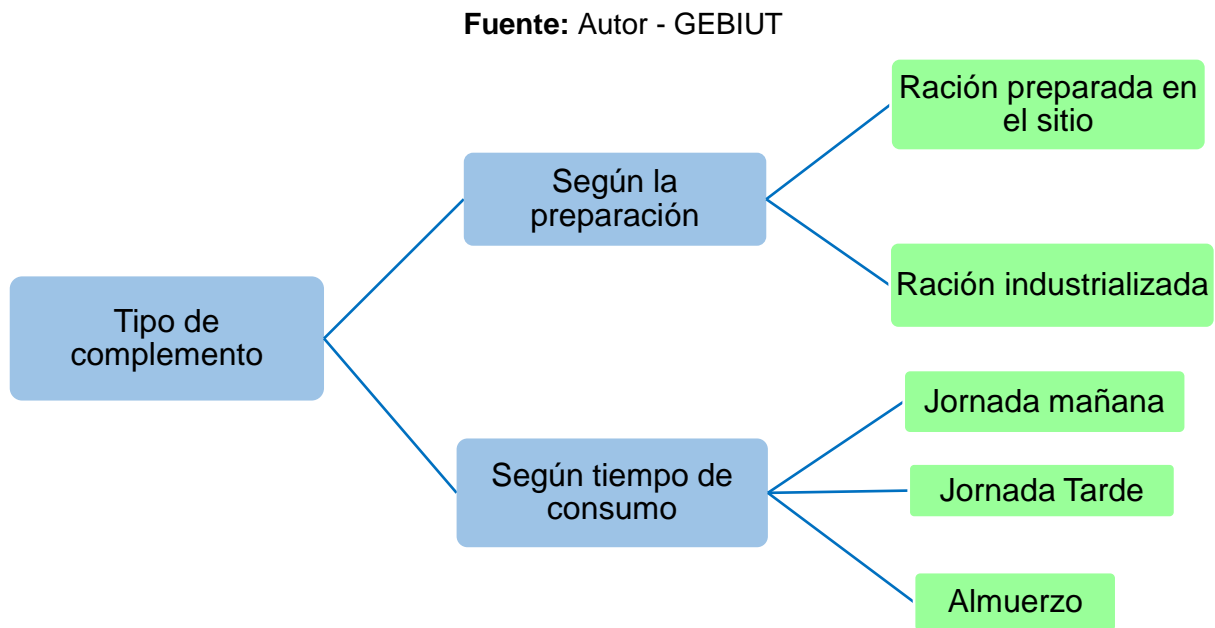 Fuente: Autor - GEBIUT
Tipo de
complemento
Según la
preparación
Ración preparada en
el sitio
Ración industrializada
Según tiempo de
consumo
Jornada mañana
Jornada Tarde
Almuerzo